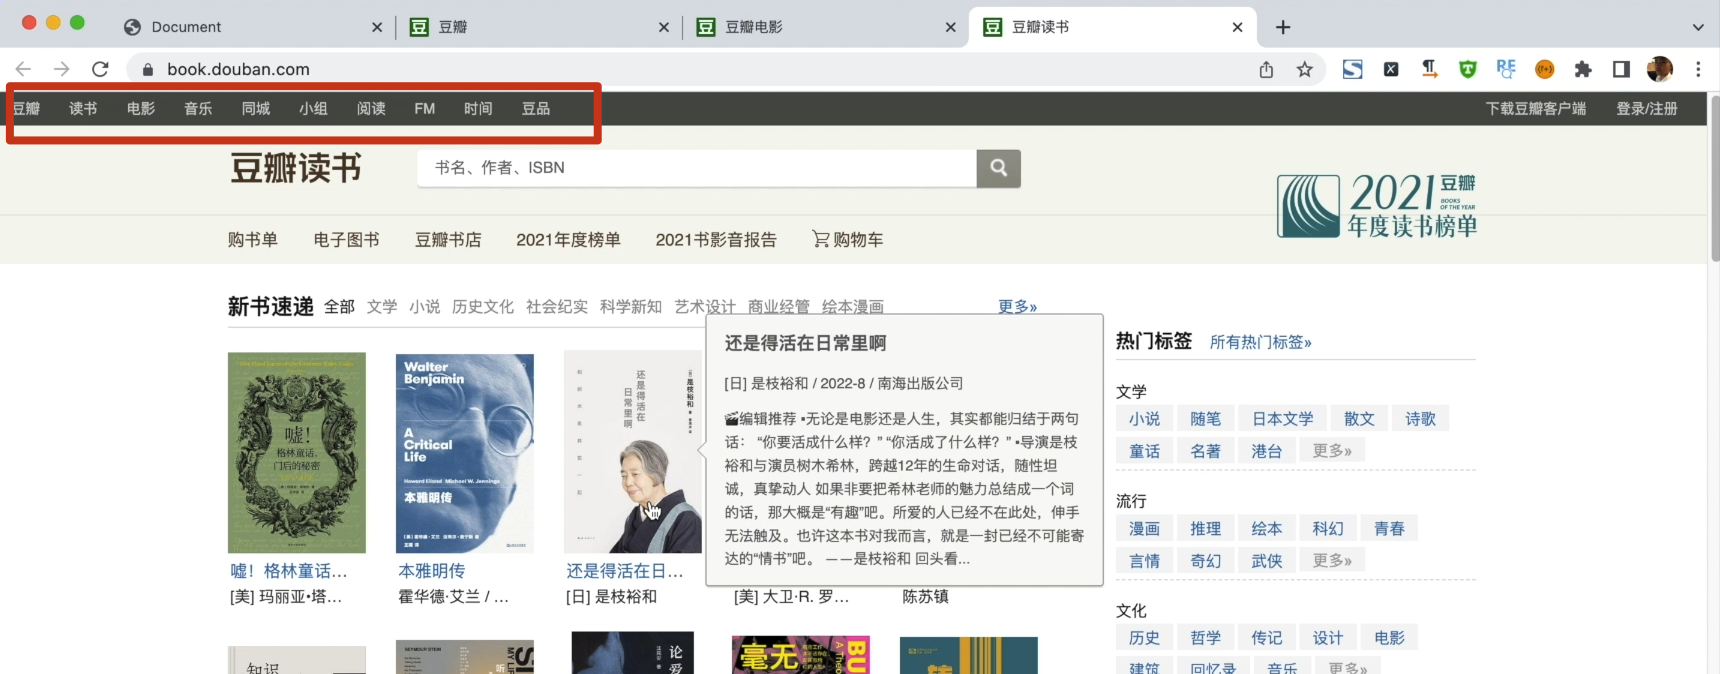 Document
豆瓣
豆瓣电影
豆瓣读书
book.douban.com
豆瓣 读书 电影 音乐 同城 小组 阅读 FM 时间 豆品
下载豆瓣客户端 登录/注册
豆瓣读书
书名、作者、ISBN
2021 豆瓣
BOOKS
OF THE YEAR
年度读书榜单
购书单 电子图书 豆瓣书店 2021年度榜单 2021书影音报告 购物车
新书速递 全部 文学 小说 历史文化 社会纪实 科学新知 艺术设计 商业经管 绘本漫画 更多»
嘘!
格林童话,
门后的秘密
Walter
Benjamin
A
Critical
Life
Howard Eiland Michael W. Jennings
本雅明传
还是得活在
日常里啊
是枝裕和
还是得活在日常里啊
[日] 是枝裕和 / 2022-8 / 南海出版公司
🎬编辑推荐 ▪无论是电影还是人生，其实都能归结于两句
话： “你要活成什么样？” “你活成了什么样？” ▪导演是枝
裕和与演员树木希林，跨越12年的生命对话，随性坦
诚，真挚动人 如果非要把希林老师的魅力总结成一个词
的话，那大概是“有趣”吧。所爱的人已经不在此处，伸手
无法触及。也许这本书对我而言，就是一封已经不可能寄
达的“情书”吧。 ——是枝裕和 回头看...
嘘！格林童话...
[美] 玛丽亚•塔...
本雅明传
霍华德·艾兰 / ...
还是得活在日...
[日] 是枝裕和
[美] 大卫·R. 罗...
陈苏镇
知识
SEYMOUR STEIN
MY LIFE
SI
听
论
爱
毫无
BU
热门标签 所有热门标签»
文学
小说 随笔 日本文学 散文 诗歌
童话 名著 港台 更多»
流行
漫画 推理 绘本 科幻 青春
言情 奇幻 武侠 更多»
文化
历史 哲学 传记 设计 电影
建筑 回忆录 音乐 更多»